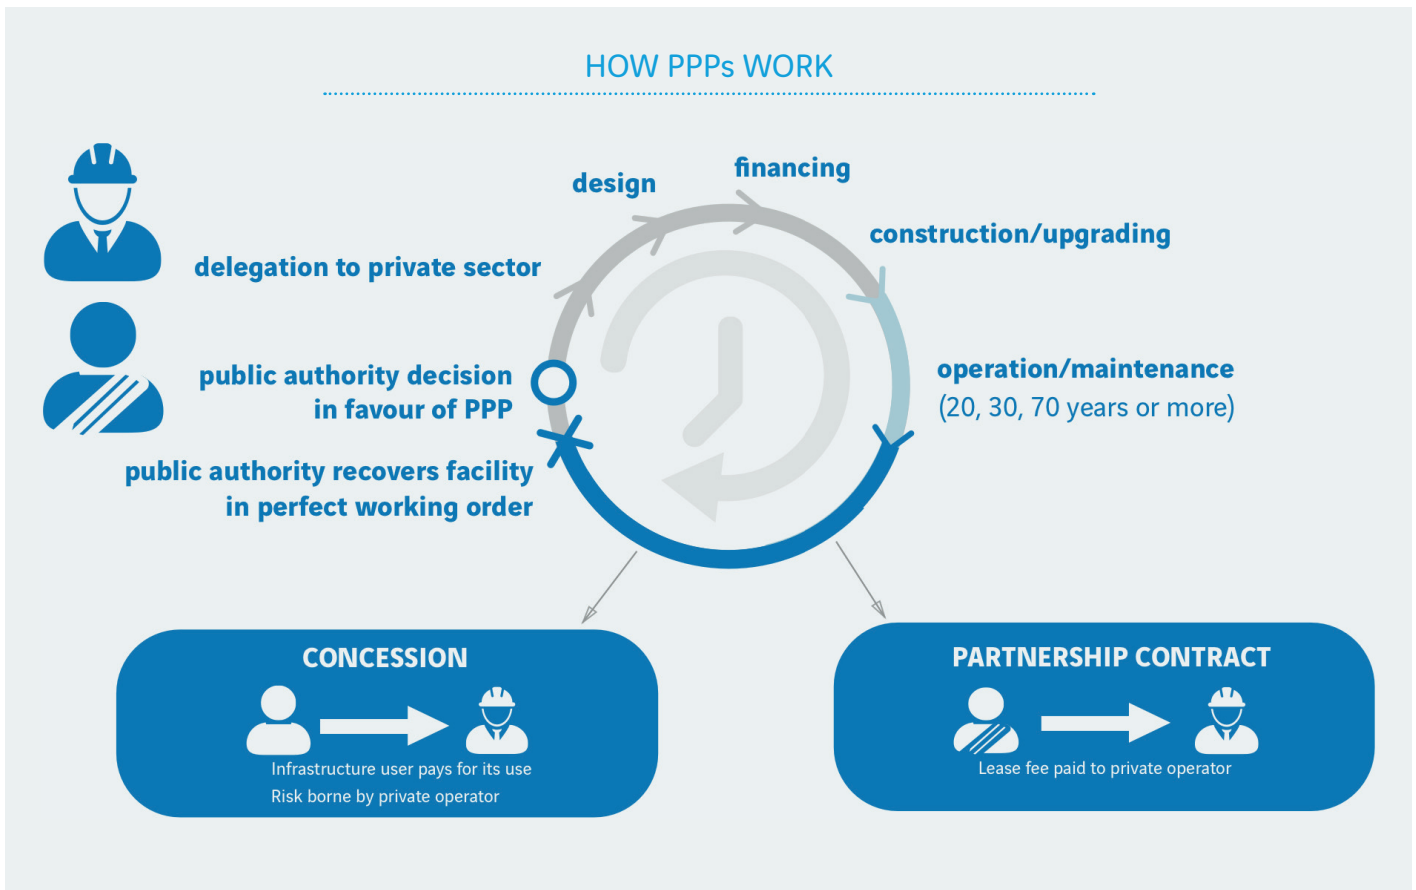 HOW PPPs WORK
design
financing
construction/upgrading
delegation to private sector
operation/maintenance
(20, 30, 70 years or more)
public authority decision
in favour of PPP
public authority recovers facility
in perfect working order
CONCESSION
Infrastructure user pays for its use
Risk borne by private operator
PARTNERSHIP CONTRACT
Lease fee paid to private operator